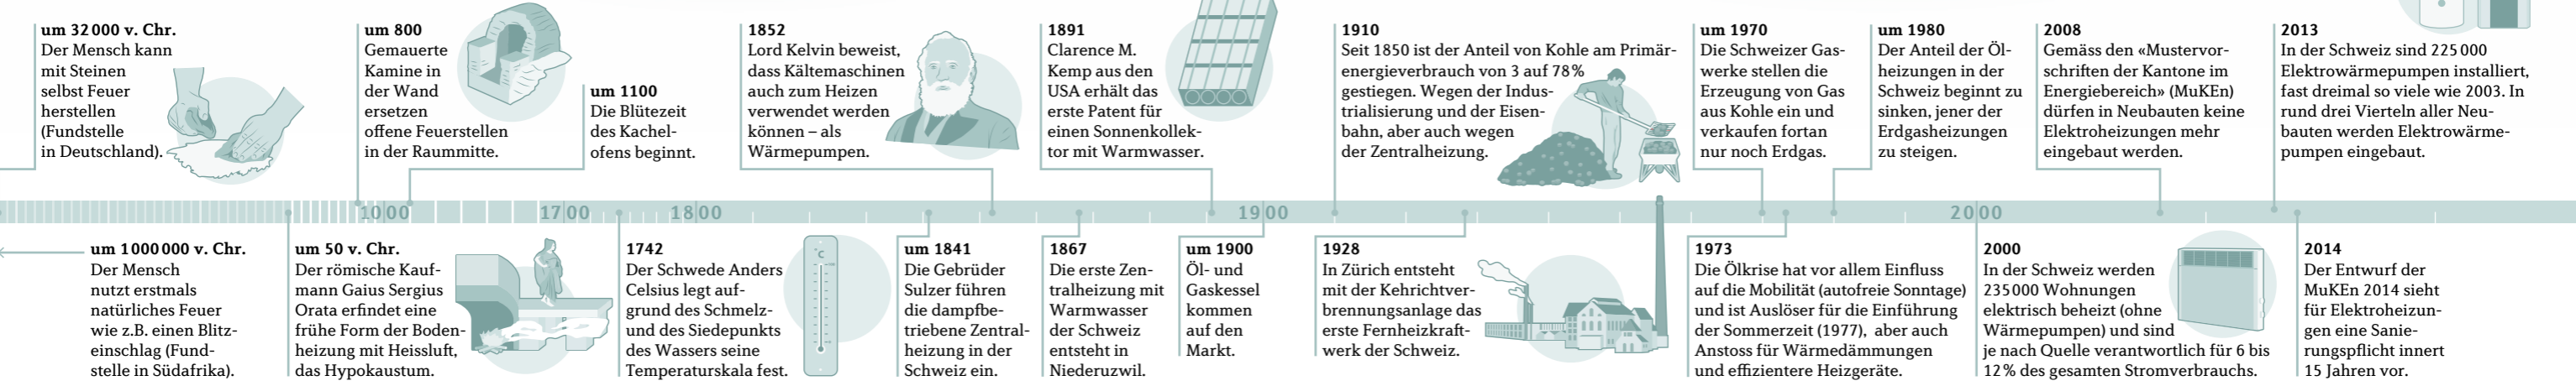 um 32 000 v. Chr.
Der Mensch kann
mit Steinen
selbst Feuer
herstellen
(Fundstelle
in Deutschland).
um 800
Gemauerte
Kamine in
der Wand
ersetzen
offene Feuerstellen
in der Raummitte.
um 1100
Die Blütezeit
des Kachel-
ofens beginnt.
1852
Lord Kelvin beweist,
dass Kältemaschinen
auch zum Heizen
verwendet werden
können – als
Wärmepumpen.
1891
Clarence M.
Kemp aus den
USA erhält das
erste Patent für
einen Sonnenkollek-
tor mit Warmwasser.
1910
Seit 1850 ist der Anteil von Kohle am Primär-
energieverbrauch von 3 auf 78%
gestiegen. Wegen der Indus-
trialisierung und der Eisen-
bahn, aber auch wegen
der Zentralheizung.
um 1970
Die Schweizer Gas-
werke stellen die
Erzeugung von Gas
aus Kohle ein und
verkaufen fortan
nur noch Erdgas.
um 1980
Der Anteil der Öl-
heizungen in der
Schweiz beginnt zu
sinken, jener der
Erdgasheizungen
zu steigen.
2008
Gemäss den «Mustervor-
schriften der Kantone im
Energiebereich» (MuKEn)
dürfen in Neubauten keine
Elektroheizungen mehr
eingebaut werden.
2013
In der Schweiz sind 225 000
Elektrowärmepumpen installiert,
fast dreimal so viele wie 2003. In
rund drei Vierteln aller Neu-
bauten werden Elektrowärme-
pumpen eingebaut.
1000 1700 1800 1900 2000
um 1 000 000 v. Chr.
Der Mensch
nutzt erstmals
natürliches Feuer
wie z.B. einen Blitz-
einschlag (Fund-
stelle in Südafrika).
um 50 v. Chr.
Der römische Kauf-
mann Gaius Sergius
Orata erfindet eine
frühe Form der Boden-
heizung mit Heissluft,
das Hypokaustum.
1742
Der Schwede Anders
Celsius legt auf-
grund des Schmelz-
und des Siedepunkts
des Wassers seine
Temperaturskala fest.
°C
um 1841
Die Gebrüder
Sulzer führen
die dampfbe-
triebene Zentral-
heizung in der
Schweiz ein.
1867
Die erste Zen-
tralheizung mit
Warmwasser
der Schweiz
entsteht in
Niederuzwil.
um 1900
Öl- und
Gaskessel
kommen
auf den
Markt.
1928
In Zürich entsteht
mit der Kehrichtver-
brennungsanlage das
erste Fernheizkraft-
werk der Schweiz.
1973
Die Ölkrise hat vor allem Einfluss
auf die Mobilität (autofreie Sonntage)
und ist Auslöser für die Einführung
der Sommerzeit (1977), aber auch
Anstoss für Wärmedämmungen
und effizientere Heizgeräte.
2000
In der Schweiz werden
235 000 Wohnungen
elektrisch beheizt (ohne
Wärmepumpen) und sind
je nach Quelle verantwortlich für 6 bis
12% des gesamten Stromverbrauchs.
2014
Der Entwurf der
MuKEn 2014 sieht
für Elektroheizun-
gen eine Sanie-
rungspflicht innert
15 Jahren vor.